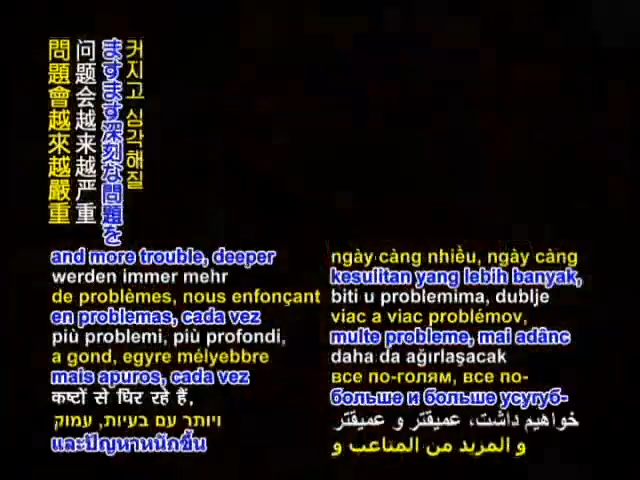 커지고 심각해질
ますます深刻な問題を
问题会越来越严重
問題會越來越嚴重
and more trouble, deeper
werden immer mehr
de problèmes, nous enfonçant
en problemas, cada vez
più problemi, più profondi,
a gond, egyre mélyebbre
mais apuros, cada vez
कष्टों से घिर रहे हैं,
ויותר עם בעיות, עמוק
และปัญหาหนักขึ้น
ngày càng nhiều, ngày càng
kesulitan yang lebih banyak,
biti u problemima, dublje
viac a viac problémov,
multe probleme, mai adânc
daha da ağırlaşacak
все по-голям, все по-
больше и больше усугуб-
خواهیم داشت، عمیقتر و عمیقتر
و المزيد من المتاعب و